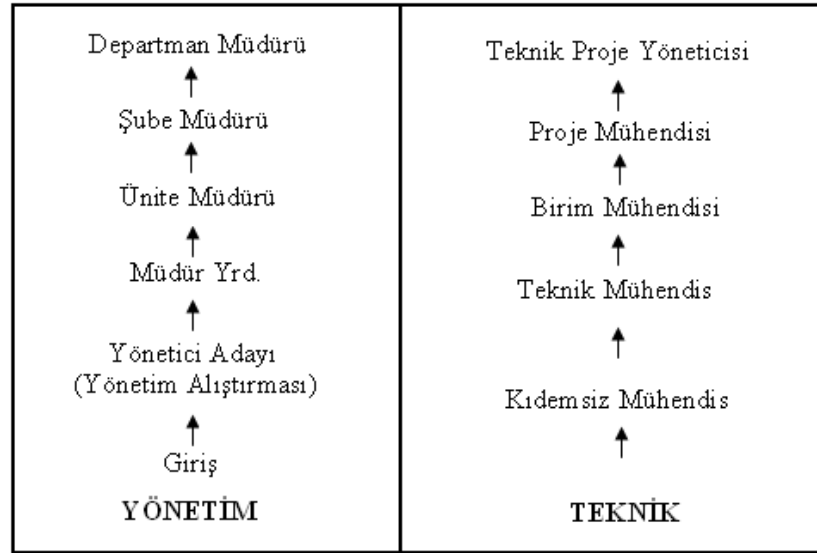 Departman Müdürü
Şube Müdürü
Ünite Müdürü
Müdür Yrd.
Yönetici Adayı
(Yönetim Alıştırması)
Giriş
YÖNETİM
Teknik Proje Yöneticisi
Proje Mühendisi
Birim Mühendisi
Teknik Mühendis
Kıdemsiz Mühendis
TEKNİK